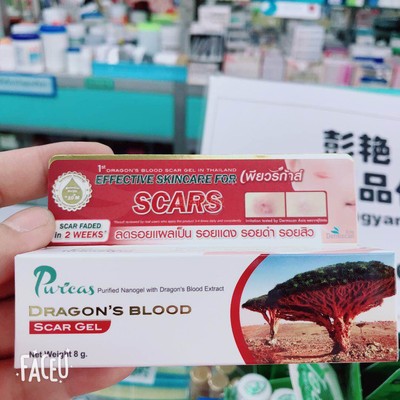 1st DRAGON'S BLOOD SCAR GEL IN THAILAND
EFFECTIVE SKINCARE FOR
SCARS
เพียวริก้าส์
SCAR FADED
In 2 WEEKS
ลดรอยแผลเป็น รอยแดง รอยดำ รอยสิว
Puricas
Purified Nanogel with Dragon's Blood Extract
DRAGON'S BLOOD
SCAR GEL
Net Weight 8 g.
彭艳
品
FACEU